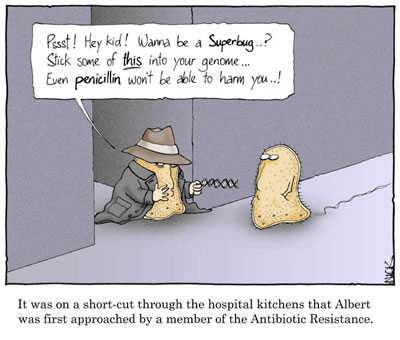 Pssst! Hey kid! Wanna be a Superbug..?
Stick some of this into your genome...
Even penicillin won't be able to harm you..!
NICK
It was on a short-cut through the hospital kitchens that Albert
was first approached by a member of the Antibiotic Resistance.